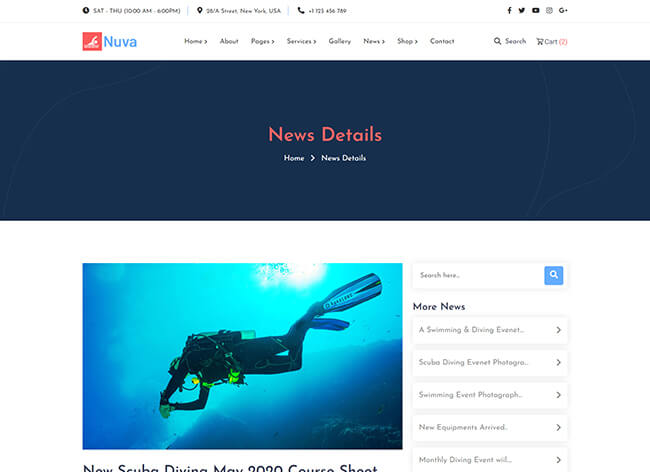 SAT - THU (10:00 AM - 6:00PM) 28/A Street, New York, USA +1 123 456 789
Nuva Home About Pages Services Gallery News Shop Contact Search Cart (2)
News Details
Home News Details
Search here..
More News
A Swimming & Diving Evenet...
Scuba Diving Evenet Photogra...
Swimming Event Photograph..
New Equipments Arrived..
Monthly Diving Event wiil...
New Scuba Diving May 2020 Course Sheet